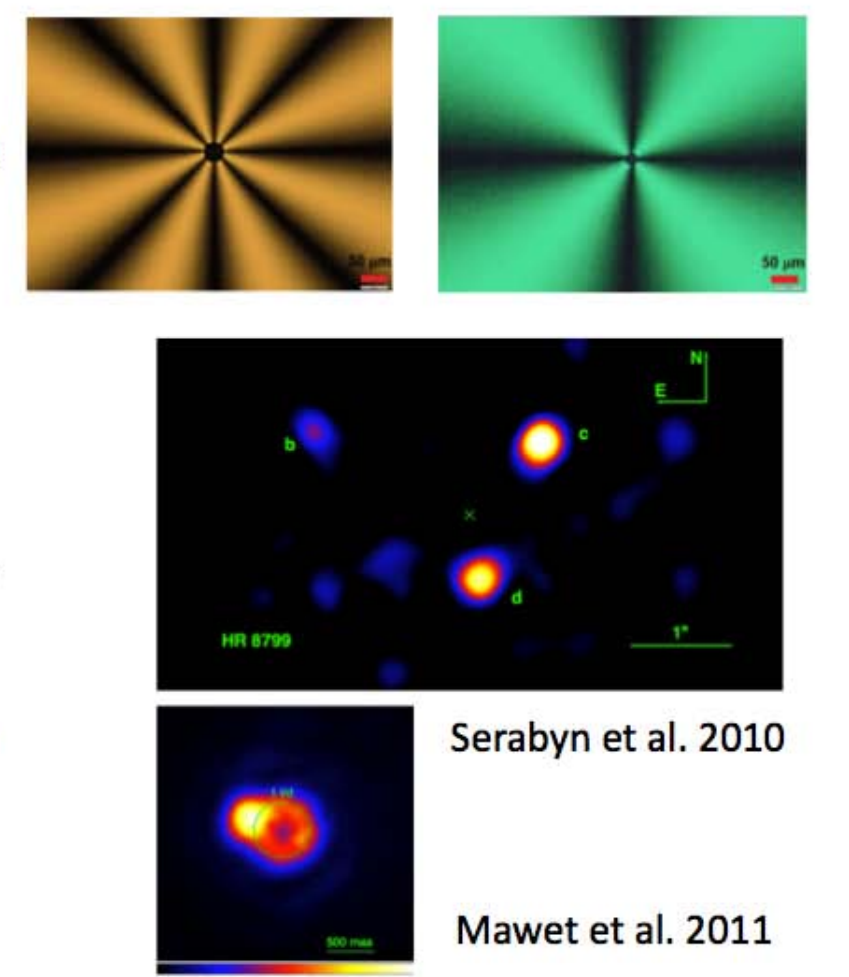 50 μm
50 μm
N
E
b
c
×
d
HR 8799
1"
Serabyn et al. 2010
500 mas
Mawet et al. 2011